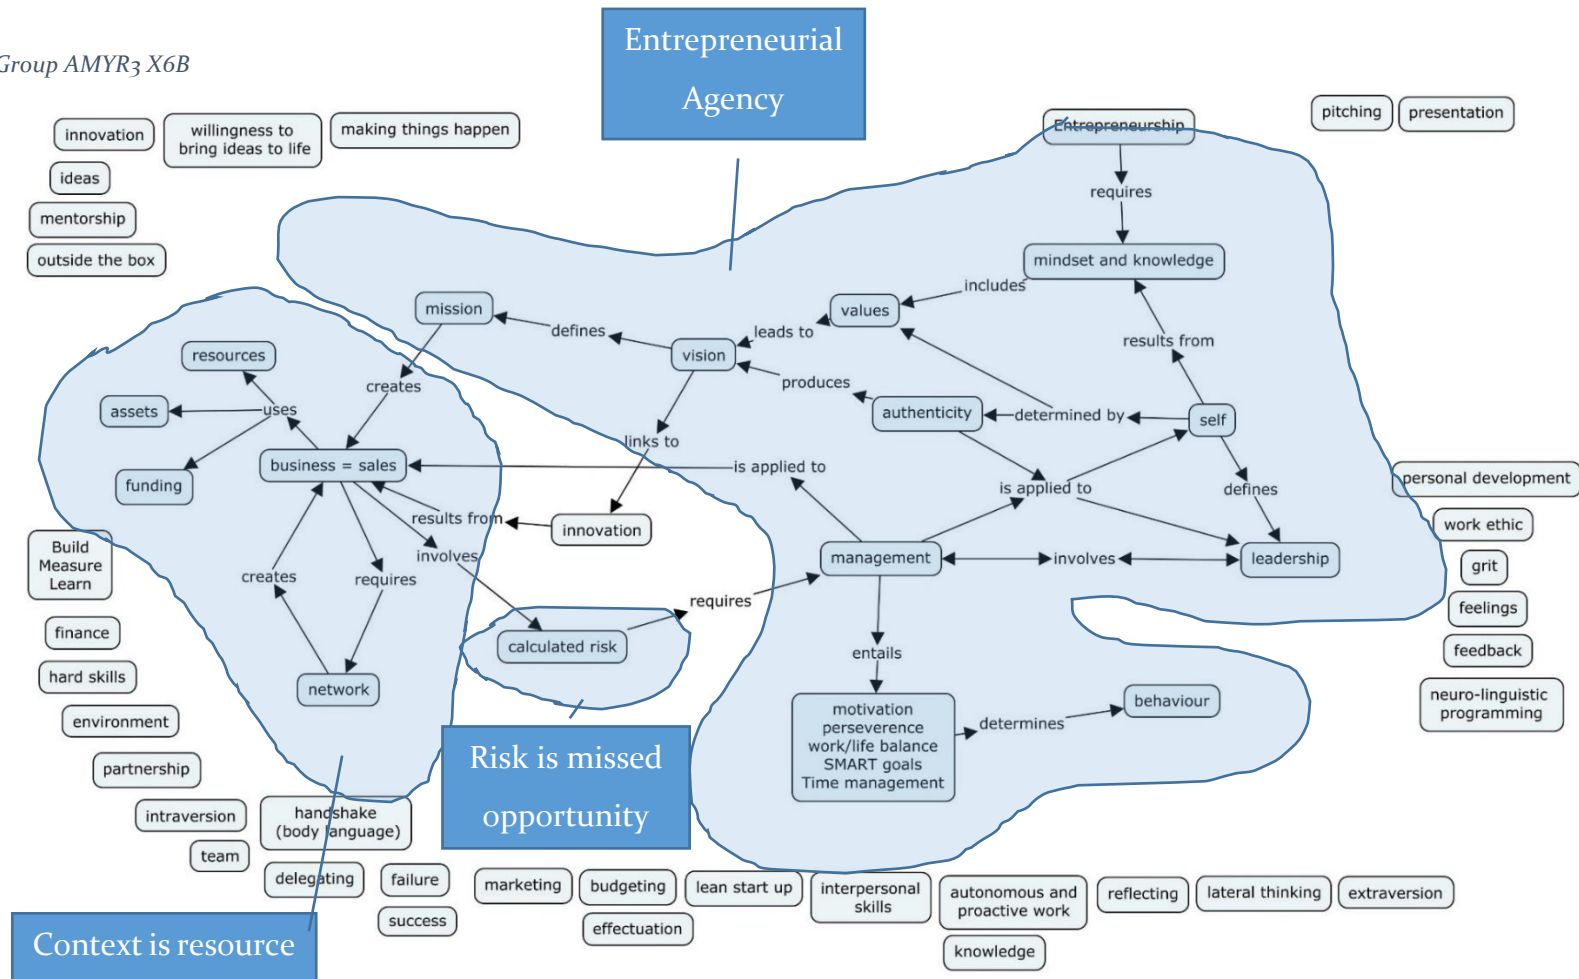 Group AMYR3 X6B
Entrepreneurial
Agency
innovation
willingness to
bring ideas to life
making things happen
ideas
mentorship
outside the box
Entrepreneurship
pitching
presentation
requires
mindset and knowledge
includes
values
leads to
results from
mission
defines
vision
produces
authenticity
determined by
self
resources
creates
assets
uses
links to
business = sales
is applied to
funding
is applied to
defines
personal development
results from
innovation
work ethic
Build
Measure
Learn
involves
management
involves
leadership
grit
creates
requires
requires
feelings
finance
calculated risk
entails
feedback
hard skills
network
motivation
perseverence
work/life balance
SMART goals
Time management
determines
behaviour
neuro-linguistic
programming
environment
partnership
Risk is missed
opportunity
intraversion
handshake
(body language)
team
delegating
failure
success
marketing
budgeting
effectuation
lean start up
interpersonal
skills
autonomous and
proactive work
knowledge
reflecting
lateral thinking
extraversion
Context is resource